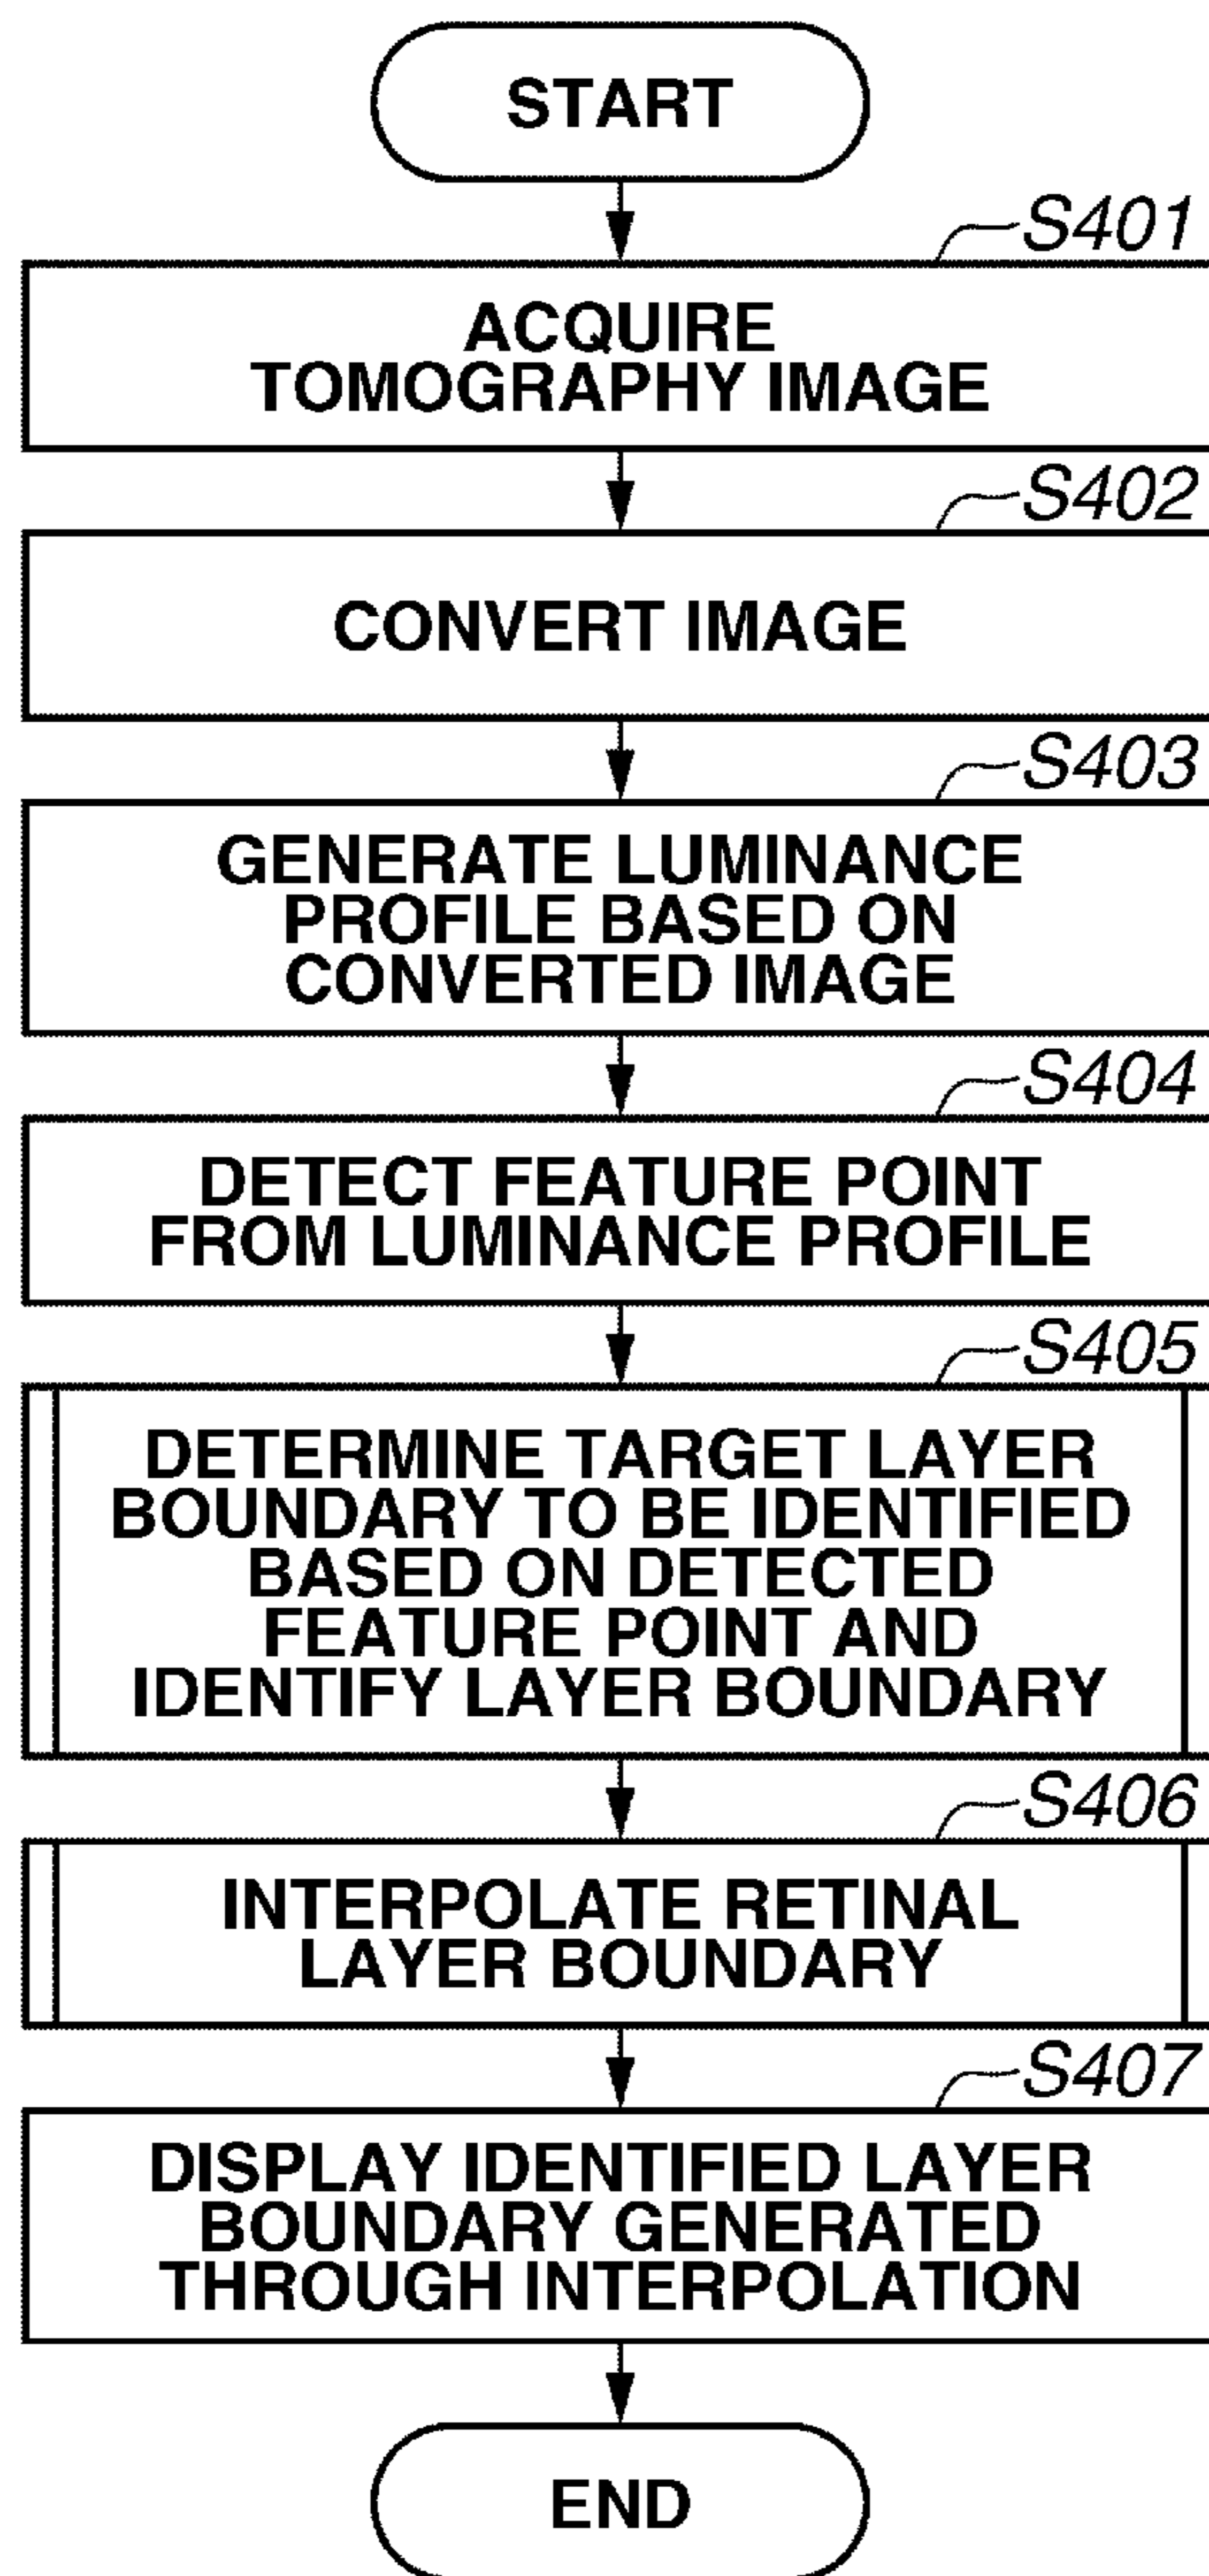 START
S401
ACQUIRE
TOMOGRAPHY IMAGE
S402
CONVERT IMAGE
S403
GENERATE LUMINANCE
PROFILE BASED ON
CONVERTED IMAGE
S404
DETECT FEATURE POINT
FROM LUMINANCE PROFILE
S405
DETERMINE TARGET LAYER
BOUNDARY TO BE IDENTIFIED
BASED ON DETECTED
FEATURE POINT AND
IDENTIFY LAYER BOUNDARY
S406
INTERPOLATE RETINAL
LAYER BOUNDARY
S407
DISPLAY IDENTIFIED LAYER
BOUNDARY GENERATED
THROUGH INTERPOLATION
END